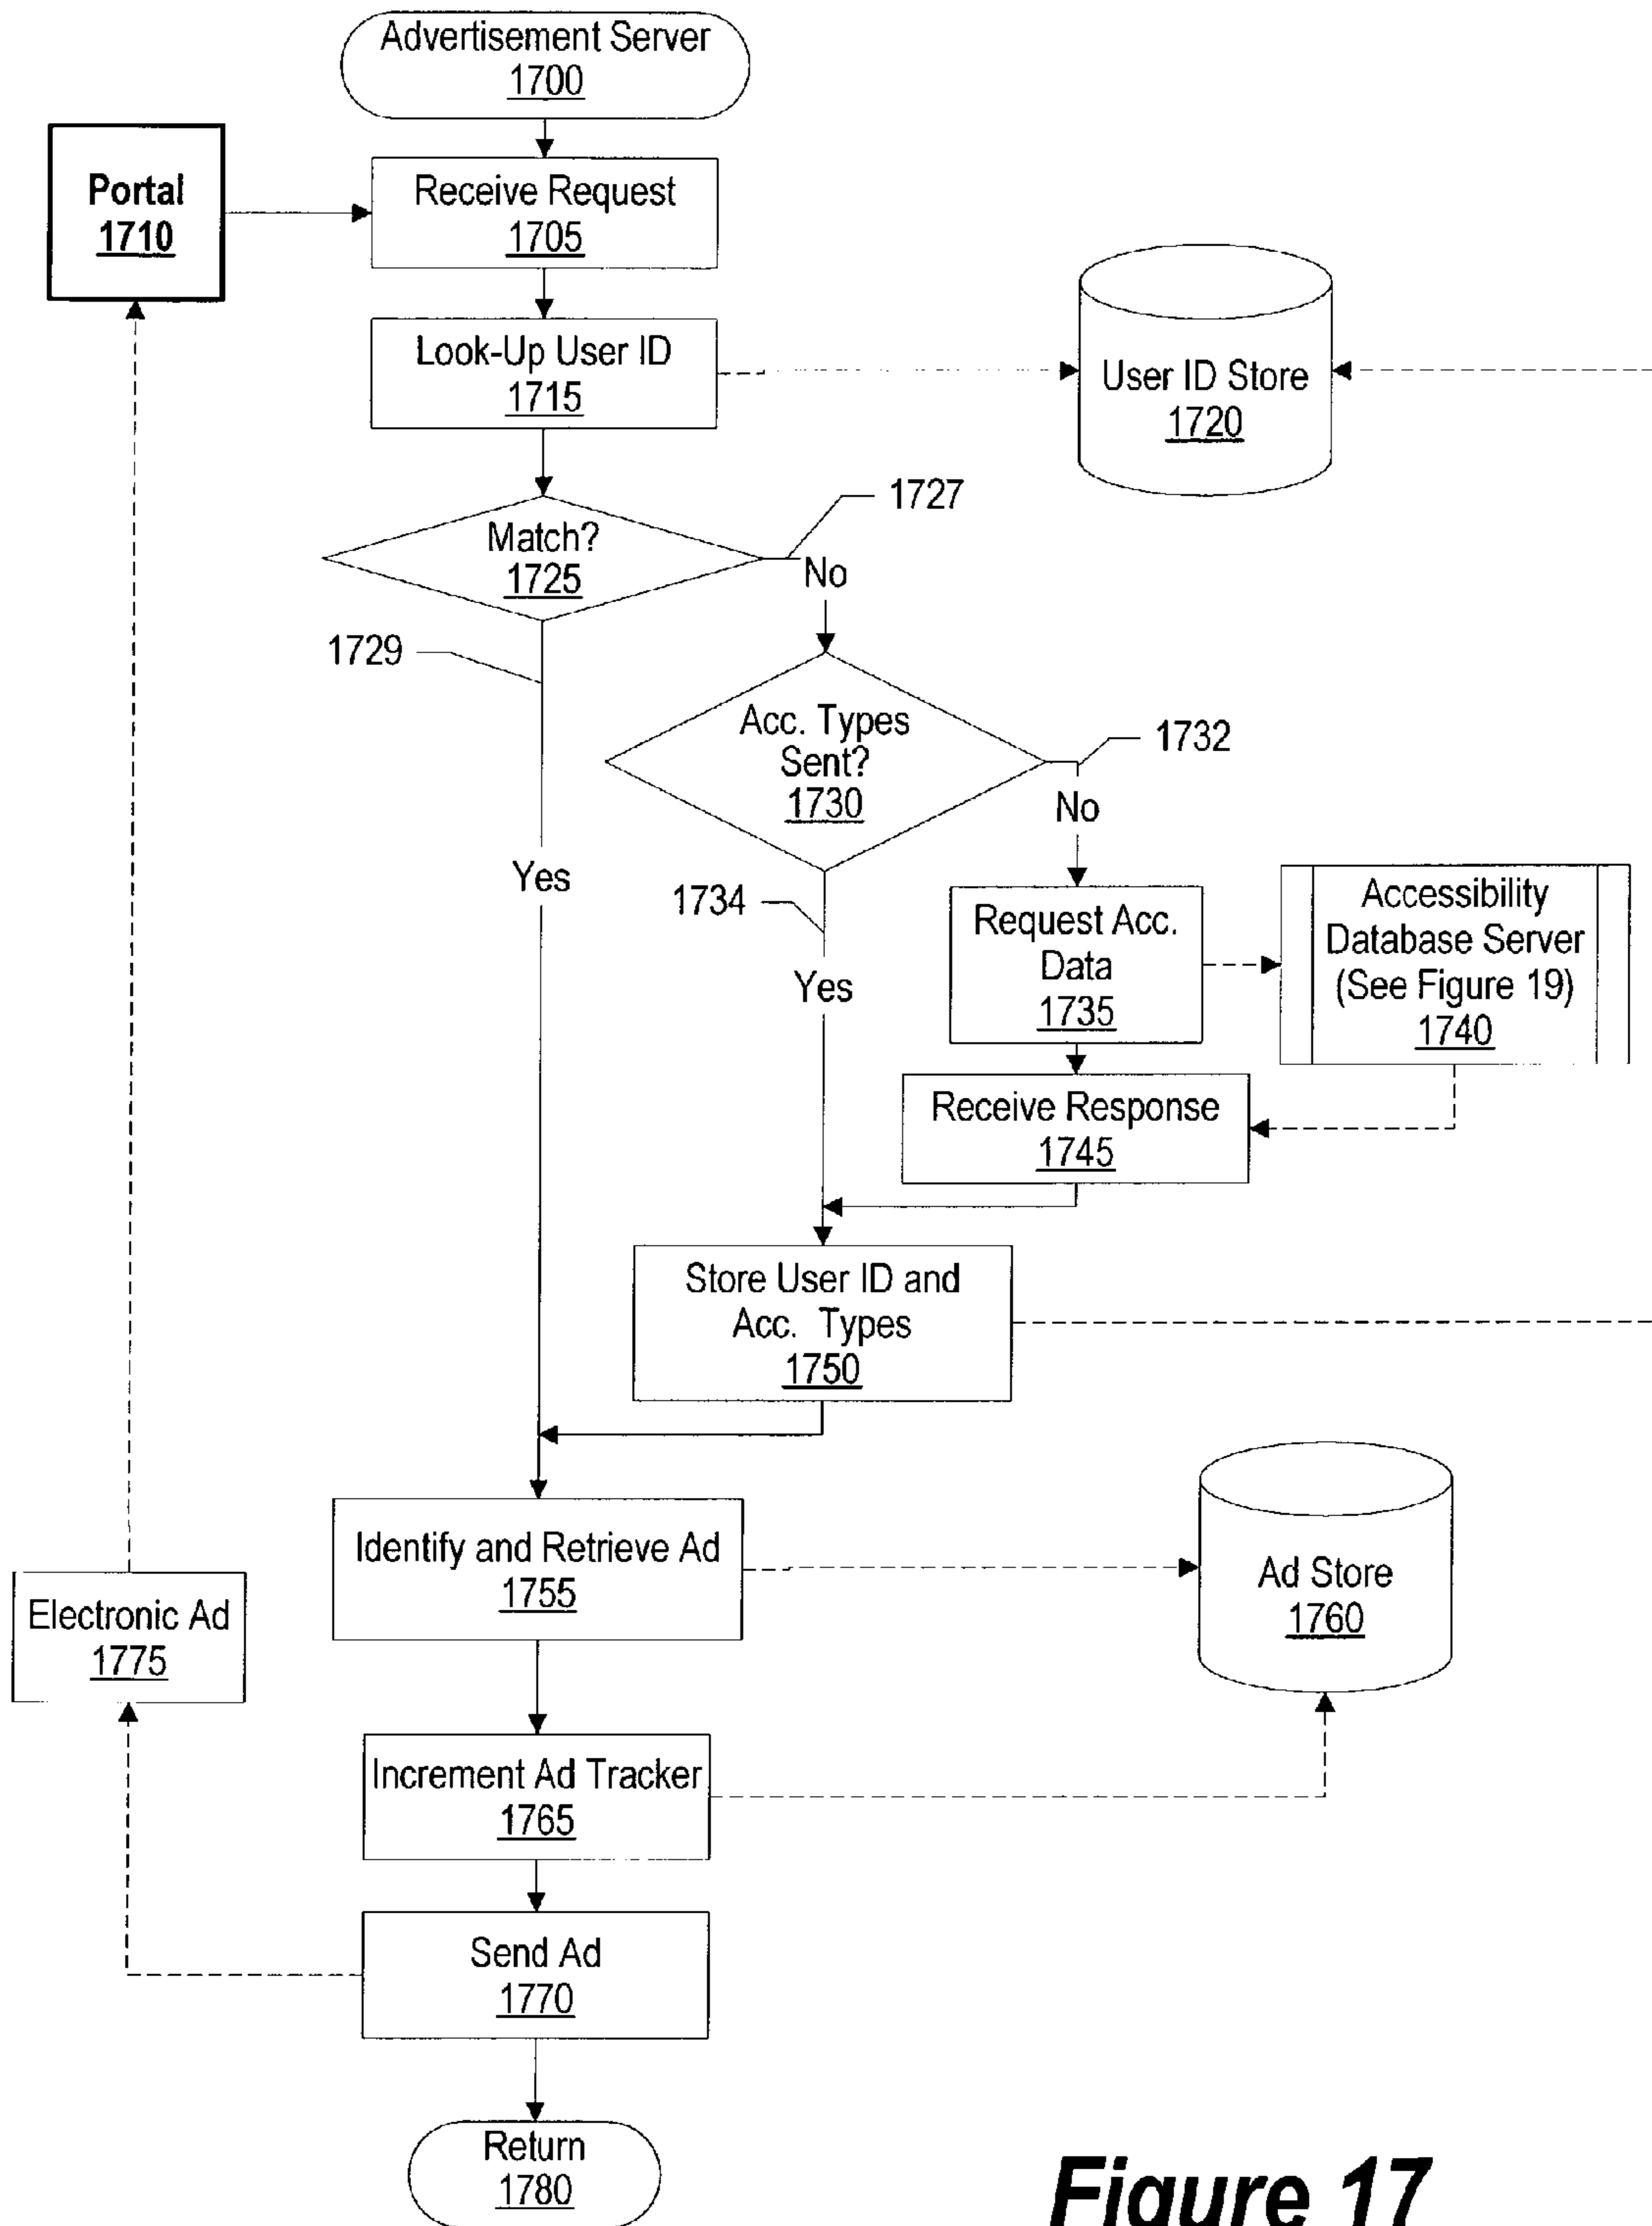 Advertisement Server
1700
Portal
1710
Receive Request
1705
Look-Up User ID
1715
User ID Store
1720
1727
Match?
1725
No
1729
Acc. Types
Sent?
1730
1732
No
Yes
1734
Yes
Request Acc.
Data
1735
Accessibility
Database Server
(See Figure 19)
1740
Receive Response
1745
Store User ID and
Acc. Types
1750
Identify and Retrieve Ad
1755
Ad Store
1760
Electronic Ad
1775
Increment Ad Tracker
1765
Send Ad
1770
Return
1780
Figure 17